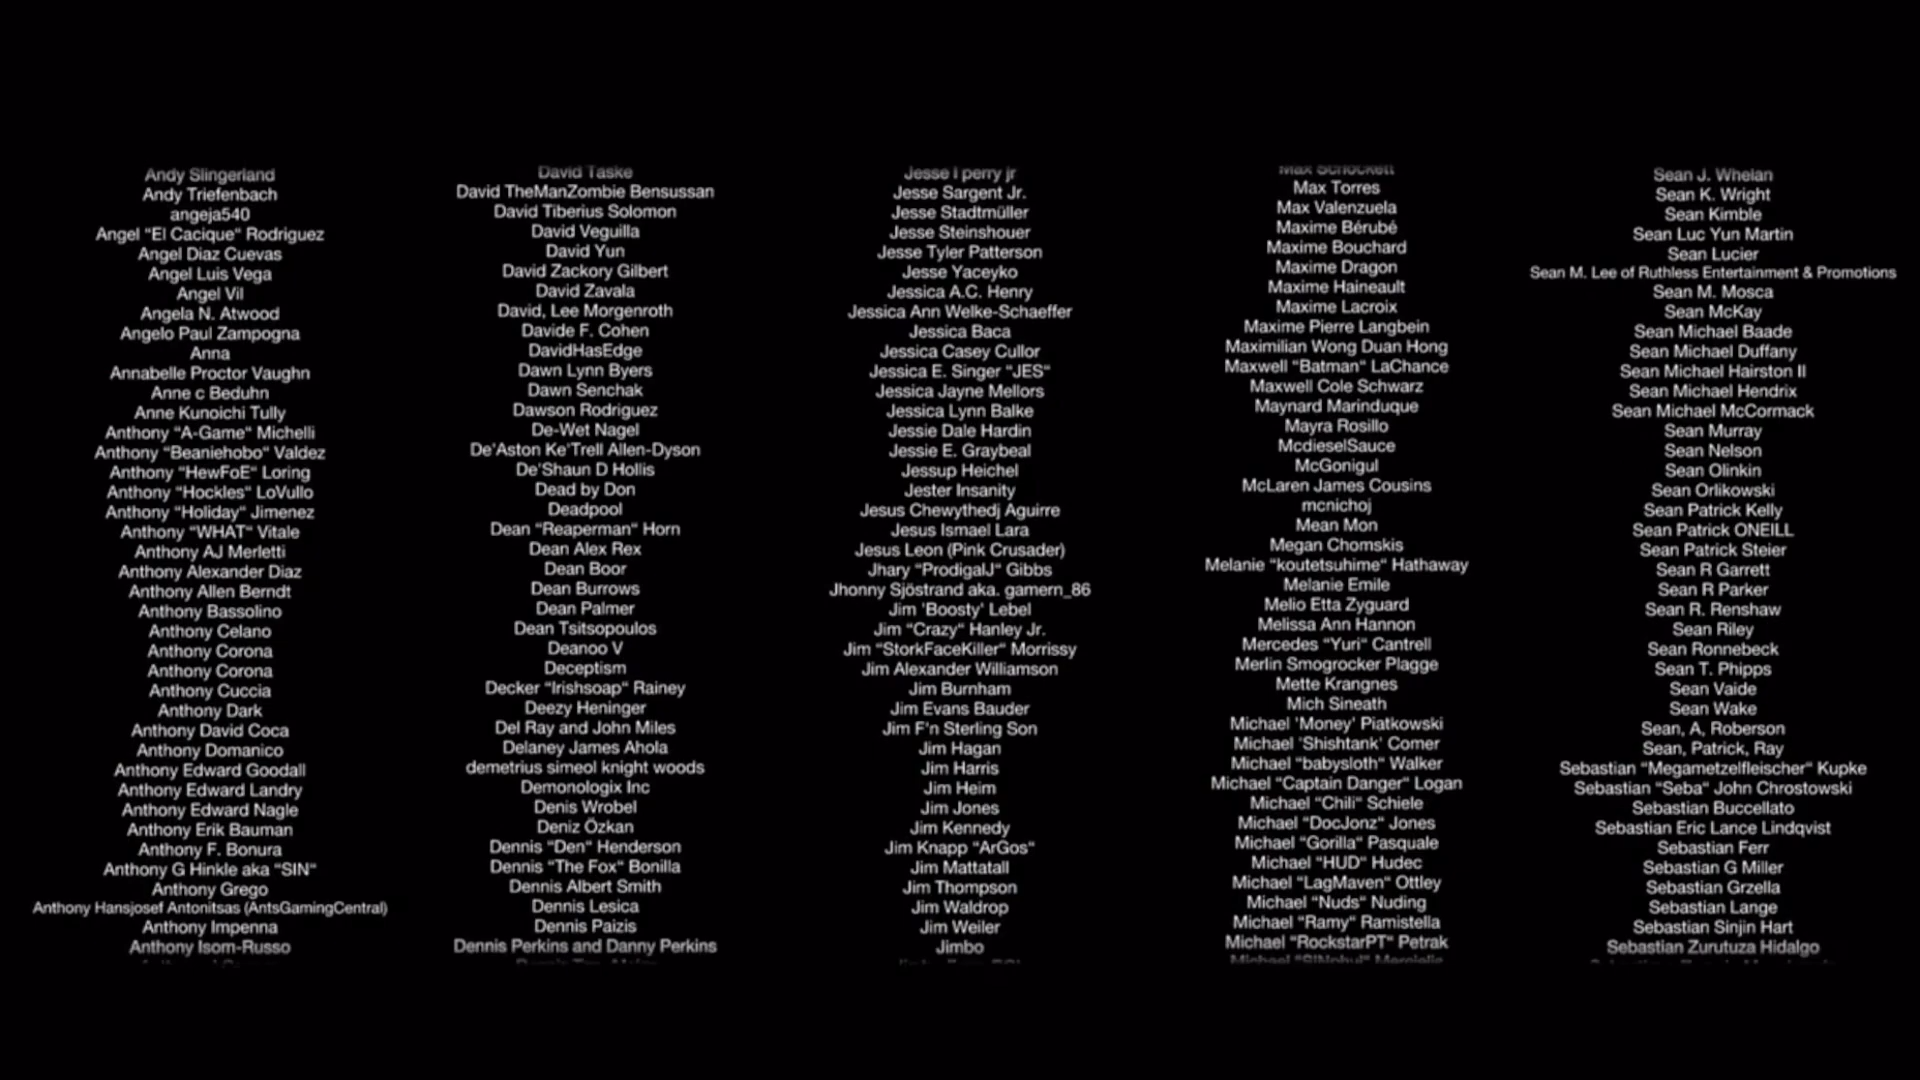 Andy Slingerland
Andy Triefenbach
angeja540
Angel "El Cacique" Rodriguez
Angel Diaz Cuevas
Angel Luis Vega
Angel Vil
Angela N. Atwood
Angelo Paul Zampogna
Anna
Annabelle Proctor Vaughn
Anne c Beduhn
Anne Kunoichi Tully
Anthony "A-Game" Michelli
Anthony "Beaniehobo" Valdez
Anthony "HewFoE" Loring
Anthony "Hockles" LoVullo
Anthony "Holiday" Jimenez
Anthony "WHAT" Vitale
Anthony AJ Merletti
Anthony Alexander Diaz
Anthony Allen Berndt
Anthony Bassolino
Anthony Celano
Anthony Corona
Anthony Corona
Anthony Cuccia
Anthony Dark
Anthony David Coca
Anthony Domanico
Anthony Edward Goodall
Anthony Edward Landry
Anthony Edward Nagle
Anthony Erik Bauman
Anthony F. Bonura
Anthony G Hinkle aka "SIN"
Anthony Grego
Anthony Hansjosef Antonitsas (AntsGamingCentral)
Anthony Impenna
Anthony Isom-Russo
David Taske
David TheManZombie Bensussan
David Tiberius Solomon
David Veguilla
David Yun
David Zackory Gilbert
David Zavala
David, Lee Morgenroth
Davide F. Cohen
DavidHasEdge
Dawn Lynn Byers
Dawn Senchak
Dawson Rodriguez
De-Wet Nagel
De'Aston Ke'Trell Allen-Dyson
De'Shaun D Hollis
Dead by Don
Deadpool
Dean "Reaperman" Horn
Dean Alex Rex
Dean Boor
Dean Burrows
Dean Palmer
Dean Tsitsopoulos
Deanoo V
Deceptism
Decker "Irishsoap" Rainey
Deezy Heninger
Del Ray and John Miles
Delaney James Ahola
demetrius simeol knight woods
Demonologix Inc
Denis Wrobel
Deniz Özkan
Dennis "Den" Henderson
Dennis "The Fox" Bonilla
Dennis Albert Smith
Dennis Lesica
Dennis Paizis
Dennis Perkins and Danny Perkins
Jesse l perry jr
Jesse Sargent Jr.
Jesse Stadtmüller
Jesse Steinshouer
Jesse Tyler Patterson
Jesse Yaceyko
Jessica A.C. Henry
Jessica Ann Welke-Schaeffer
Jessica Baca
Jessica Casey Cullor
Jessica E. Singer "JES"
Jessica Jayne Mellors
Jessica Lynn Balke
Jessie Dale Hardin
Jessie E. Graybeal
Jessup Heichel
Jester Insanity
Jesus Chewythedj Aguirre
Jesus Ismael Lara
Jesus Leon (Pink Crusader)
Jhary "ProdigalJ" Gibbs
Jhonny Sjöstrand aka. gamern_86
Jim 'Boosty' Lebel
Jim "Crazy" Hanley Jr.
Jim "StorkFaceKiller" Morrissy
Jim Alexander Williamson
Jim Burnham
Jim Evans Bauder
Jim F'n Sterling Son
Jim Hagan
Jim Harris
Jim Heim
Jim Jones
Jim Kennedy
Jim Knapp "ArGos"
Jim Mattatall
Jim Thompson
Jim Waldrop
Jim Weiler
Jimbo
Max Schockett
Max Torres
Max Valenzuela
Maxime Bérubé
Maxime Bouchard
Maxime Dragon
Maxime Haineault
Maxime Lacroix
Maxime Pierre Langbein
Maximilian Wong Duan Hong
Maxwell "Batman" LaChance
Maxwell Cole Schwarz
Maynard Marinduque
Mayra Rosillo
McdieselSauce
McGonigul
McLaren James Cousins
mcnichoj
Mean Mon
Megan Chomskis
Melanie "koutetsuhime" Hathaway
Melanie Emile
Melio Etta Zyguard
Melissa Ann Hannon
Mercedes "Yuri" Cantrell
Merlin Smogrocker Plagge
Mette Krangnes
Mich Sineath
Michael 'Money' Piatkowski
Michael 'Shishtank' Comer
Michael "babysloth" Walker
Michael "Captain Danger" Logan
Michael "Chili" Schiele
Michael "DocJonz" Jones
Michael "Gorilla" Pasquale
Michael "HUD" Hudec
Michael "LagMaven" Ottley
Michael "Nuds" Nuding
Michael "Ramy" Ramistella
Michael "RockstarPT" Petrak
Michael
Sean J. Whelan
Sean K. Wright
Sean Kimble
Sean Luc Yun Martin
Sean Lucier
Sean M. Lee of Ruthless Entertainment & Promotions
Sean M. Mosca
Sean McKay
Sean Michael Baade
Sean Michael Duffany
Sean Michael Hairston II
Sean Michael Hendrix
Sean Michael McCormack
Sean Murray
Sean Nelson
Sean Olinkin
Sean Orlikowski
Sean Patrick Kelly
Sean Patrick ONEILL
Sean Patrick Steier
Sean R Garrett
Sean R Parker
Sean R. Renshaw
Sean Riley
Sean Ronnebeck
Sean T. Phipps
Sean Vaide
Sean Wake
Sean, A, Roberson
Sean, Patrick, Ray
Sebastian "Megametzelfleischer" Kupke
Sebastian "Seba" John Chrostowski
Sebastian Buccellato
Sebastian Eric Lance Lindqvist
Sebastian Ferr
Sebastian G Miller
Sebastian Grzella
Sebastian Lange
Sebastian Sinjin Hart
Sebastian Zurutuza Hidalgo